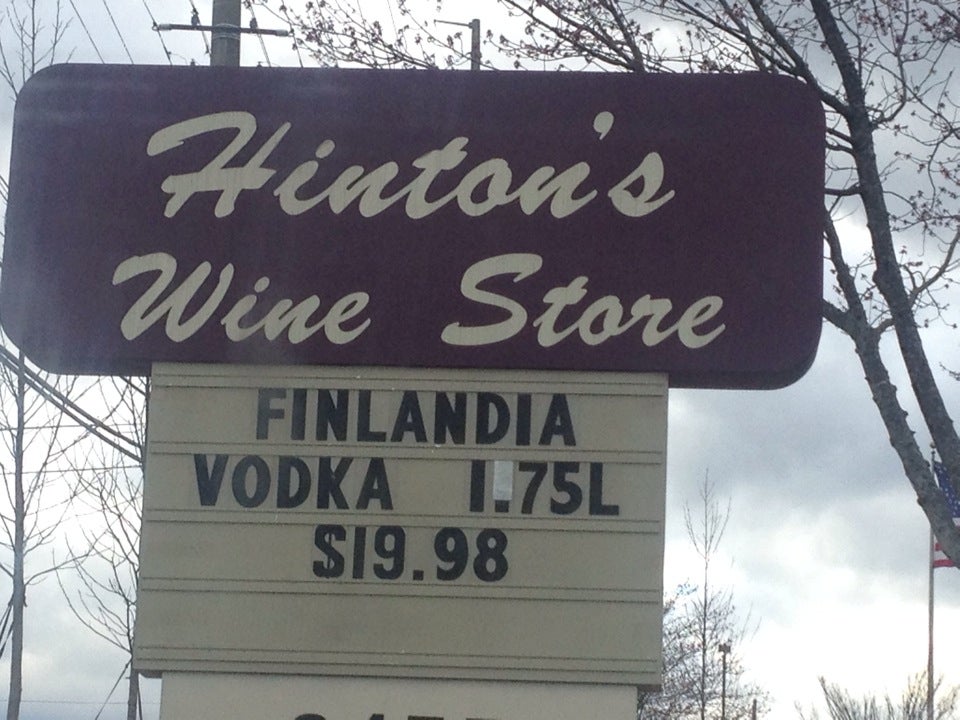 Hinton's
Wine Store
FINLANDIA
VODKA 1.75L
$19.98